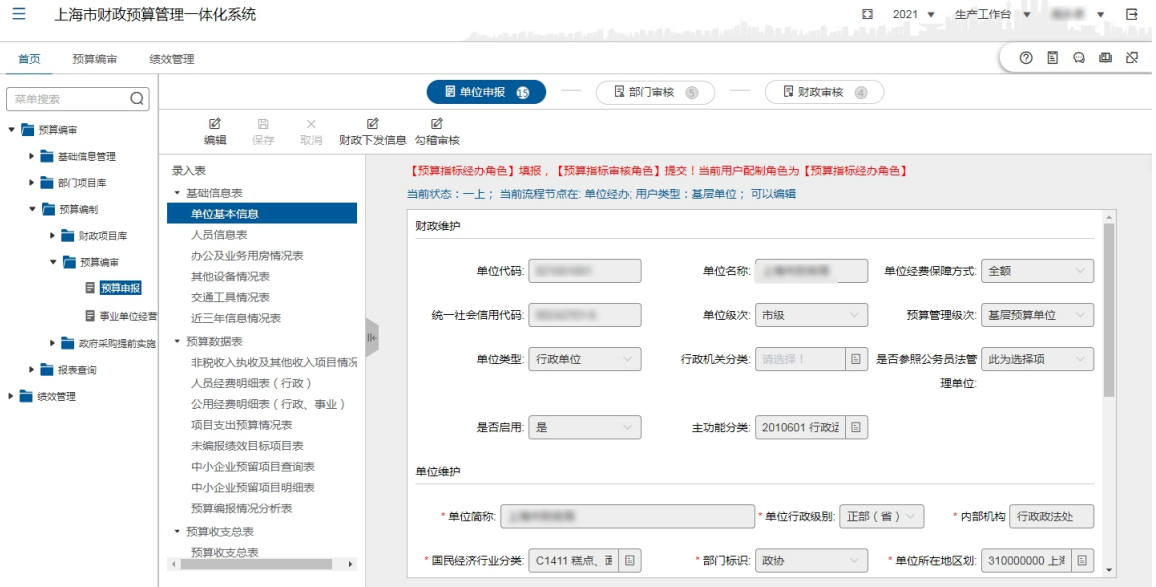 上海市财政预算管理一体化系统
2021
生产工作台
首页 预算编审 绩效管理
菜单搜索
单位申报 15 部门审核 5 财政审核 4
编辑 保存 取消 财政下发信息 勾稽审核
预算编审
基础信息管理
部门项目库
预算编制
财政项目库
预算编审
预算申报
事业单位经营
政府采购提前实施
报表查询
绩效管理
录入表
基础信息表
单位基本信息
人员信息表
办公及业务用房情况表
其他设备情况表
交通工具情况表
近三年信息情况表
预算数据表
非税收入执收及其他收入项目情况
人员经费明细表（行政）
公用经费明细表（行政、事业）
项目支出预算情况表
未编报绩效目标项目表
中小企业预留项目查询表
中小企业预留项目明细表
预算编报情况分析表
预算收支总表
预算收支总表
【预算指标经办角色】填报，【预算指标审核角色】提交！当前用户配制角色为【预算指标经办角色】
当前状态：一上； 当前流程节点在: 单位经办; 用户类型：基层单位； 可以编辑
财政维护
单位代码: 单位名称: 单位经费保障方式: 全额
统一社会信用代码: 单位级次: 市级 预算管理级次: 基层预算单位
单位类型: 行政单位 行政机关分类: 请选择！ 是否参照公务员法管 此为选择项
理单位:
是否启用: 是 主功能分类: 2010601 行政运
单位维护
* 单位简称: * 单位行政级别: 正部（省） * 内部机构 行政政法处
* 国民经济行业分类: C1411 糕点、面 * 部门标识: 政协 * 单位所在地区划: 310000000 上海